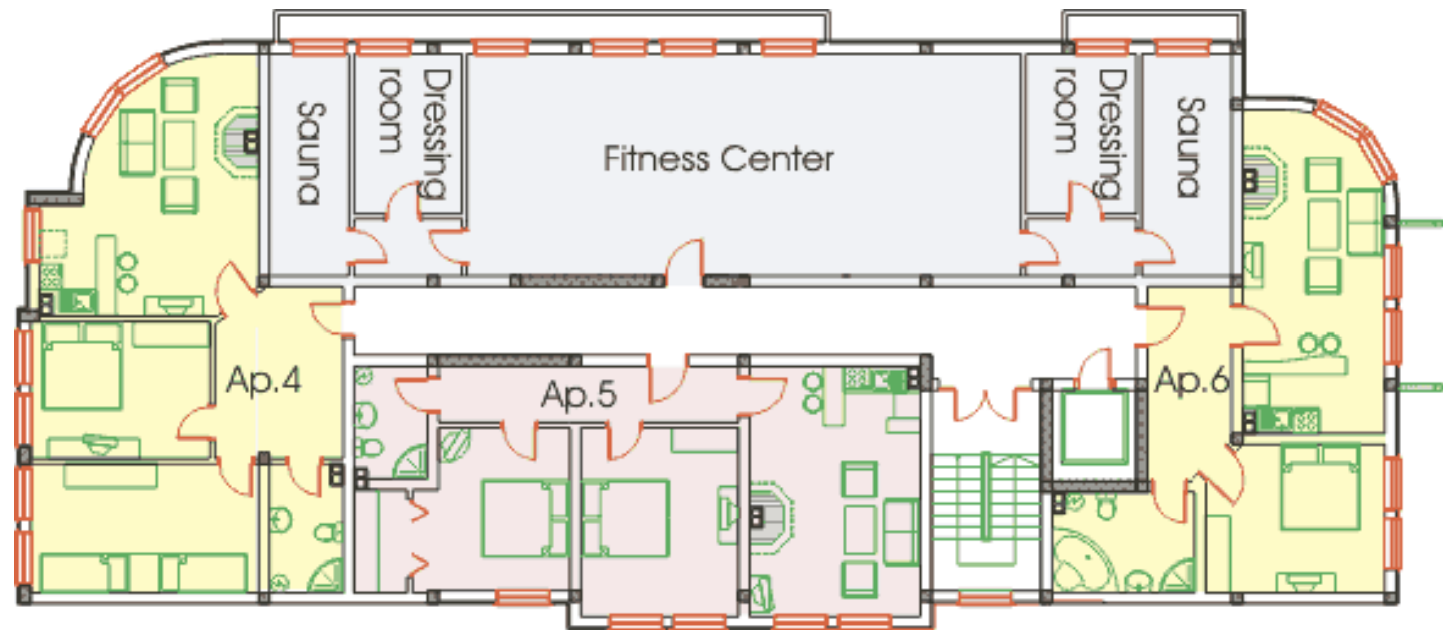 Sauna
Dressing
room
Fitness Center
Dressing
room
Sauna
Ap.4
Ap.5
Ap.6